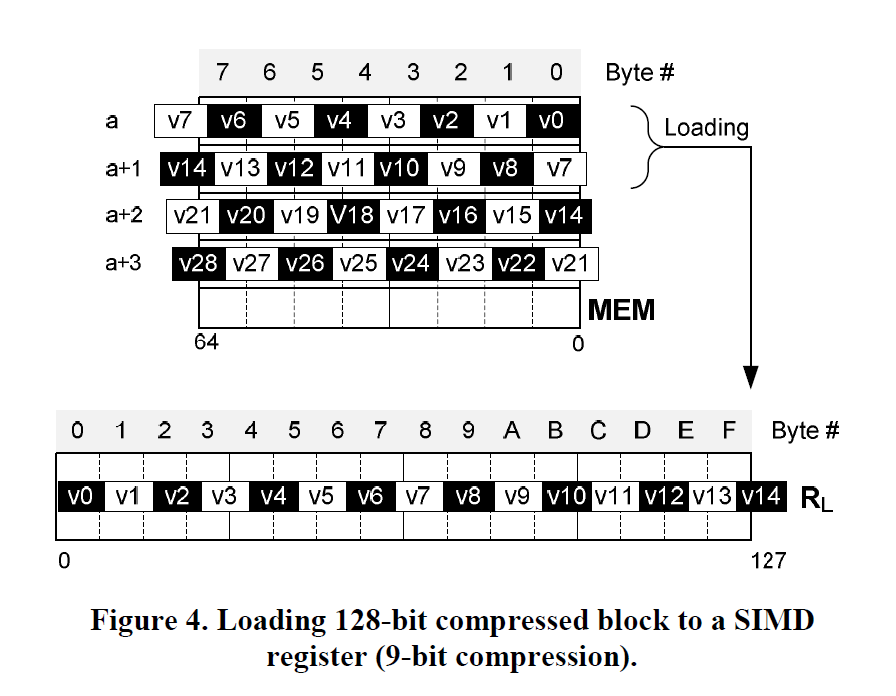 7 6 5 4 3 2 1 0 Byte #
a v7 v6 v5 v4 v3 v2 v1 v0
Loading
a+1 v14 v13 v12 v11 v10 v9 v8 v7
a+2 v21 v20 v19 V18 v17 v16 v15 v14
a+3 v28 v27 v26 v25 v24 v23 v22 v21
MEM
64 0
0 1 2 3 4 5 6 7 8 9 A B C D E F Byte #
v0 v1 v2 v3 v4 v5 v6 v7 v8 v9 v10 v11 v12 v13 v14 RL
0 127
Figure 4. Loading 128-bit compressed block to a SIMD
register (9-bit compression).